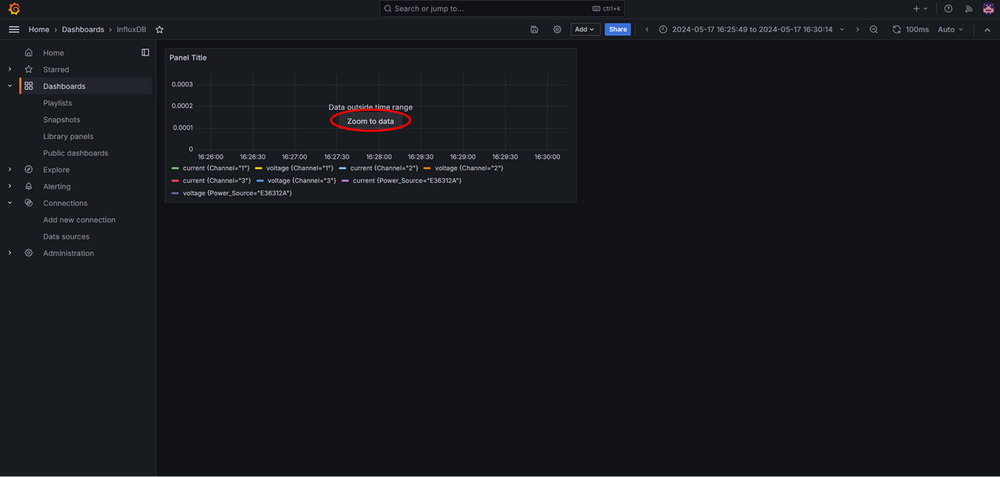 Search or jump to... ctrl+k
Home › Dashboards › InfluxDB Add Share 2024-05-17 16:25:49 to 2024-05-17 16:30:14 100ms Auto
Home
Starred
Dashboards
Playlists
Snapshots
Library panels
Public dashboards
Explore
Alerting
Connections
Add new connection
Data sources
Administration
Panel Title
0.0003
0.0002
0.0001
0
Data outside time range
Zoom to data
16:26:00 16:26:30 16:27:00 16:27:30 16:28:00 16:28:30 16:29:00 16:29:30 16:30:00
current {Channel="1"} voltage {Channel="1"} current {Channel="2"} voltage {Channel="2"}
current {Channel="3"} voltage {Channel="3"} current {Power_Source="E36312A"}
voltage {Power_Source="E36312A"}